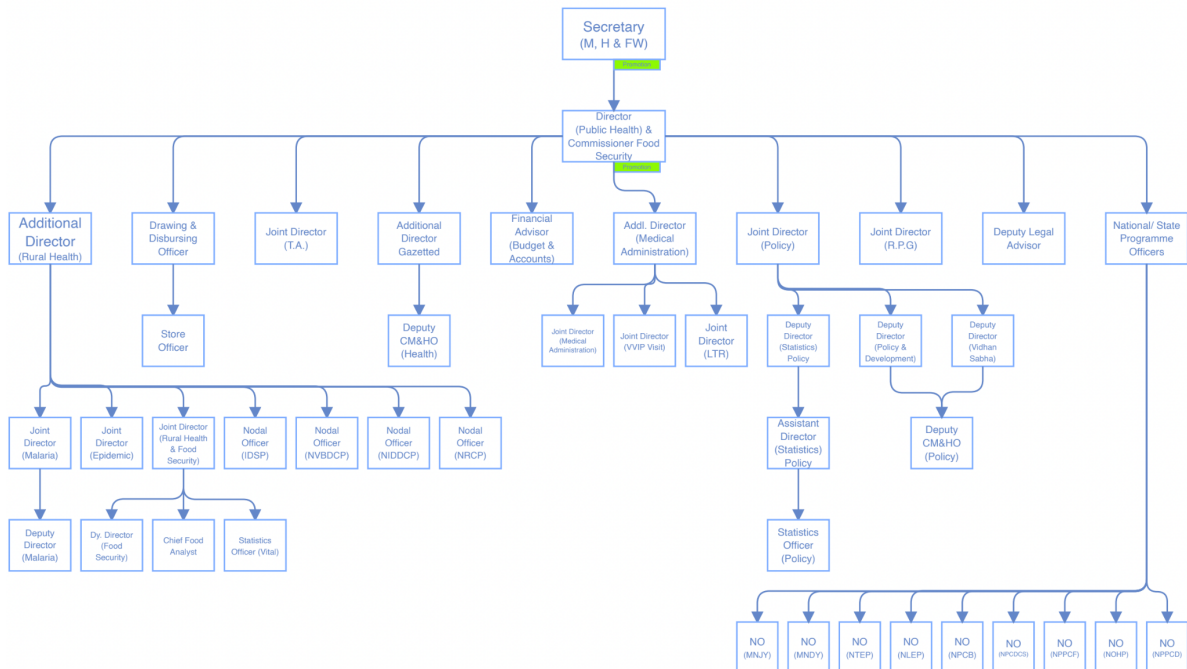 Secretary
(M, H & FW)
Promotion
Director
(Public Health) &
Commissioner Food
Security
Promotion
Additional
Director
(Rural Health)
Drawing &
Disbursing
Officer
Joint Director
(T.A.)
Additional
Director
Gazetted
Financial
Advisor
(Budget &
Accounts)
Addl. Director
(Medical
Administration)
Joint Director
(Policy)
Joint Director
(R.P.G)
Deputy Legal
Advisor
National/ State
Programme
Officers
Store
Officer
Deputy
CM&HO
(Health)
Joint Director
(Medical
Administration)
Joint Director
(VVIP Visit)
Joint
Director
(LTR)
Deputy
Director
(Statistics)
Policy
Deputy
Director
(Policy &
Development)
Deputy
Director
(Vidhan
Sabha)
Joint
Director
(Malaria)
Joint
Director
(Epidemic)
Joint Director
(Rural Health
& Food
Security)
Nodal
Officer
(IDSP)
Nodal
Officer
(NVBDCP)
Nodal
Officer
(NIDDCP)
Nodal
Officer
(NRCP)
Assistant
Director
(Statistics)
Policy
Deputy
CM&HO
(Policy)
Deputy
Director
(Malaria)
Dy. Director
(Food
Security)
Chief Food
Analyst
Statistics
Officer (Vital)
Statistics
Officer
(Policy)
NO
(MNJY)
NO
(MNDY)
NO
(NTEP)
NO
(NLEP)
NO
(NPCB)
NO
(NPCDCS)
NO
(NPPCF)
NO
(NOHP)
NO
(NPPCD)